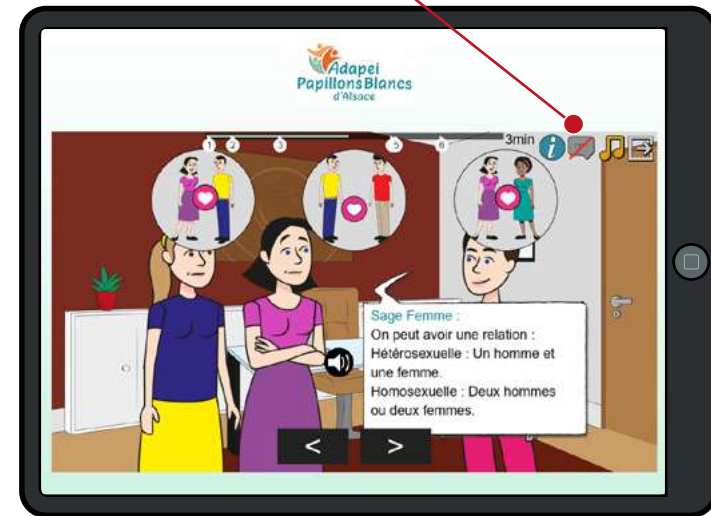 Adapei
PapillonsBlancs
d'Alsace
1 2 3 5 6 3min i
Sage Femme :
On peut avoir une relation :
Hétérosexuelle : Un homme et
une femme.
Homosexuelle : Deux hommes
ou deux femmes.
< >